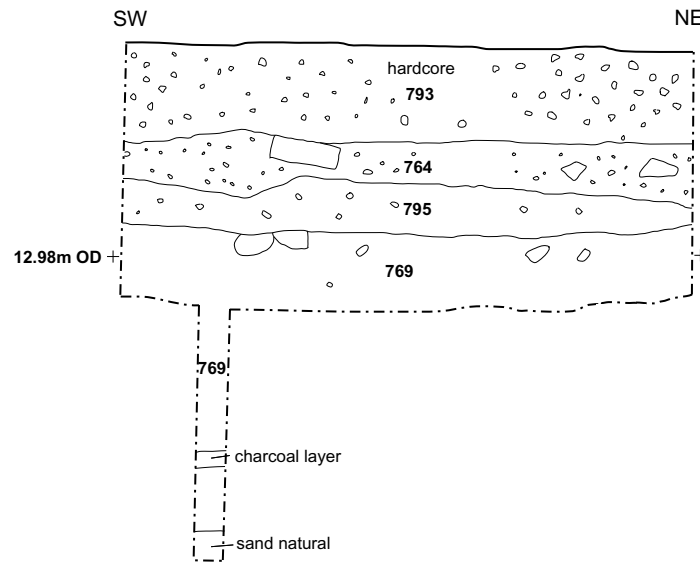 SW
NE
hardcore
793
764
795
12.98m OD
769
769
charcoal layer
sand natural